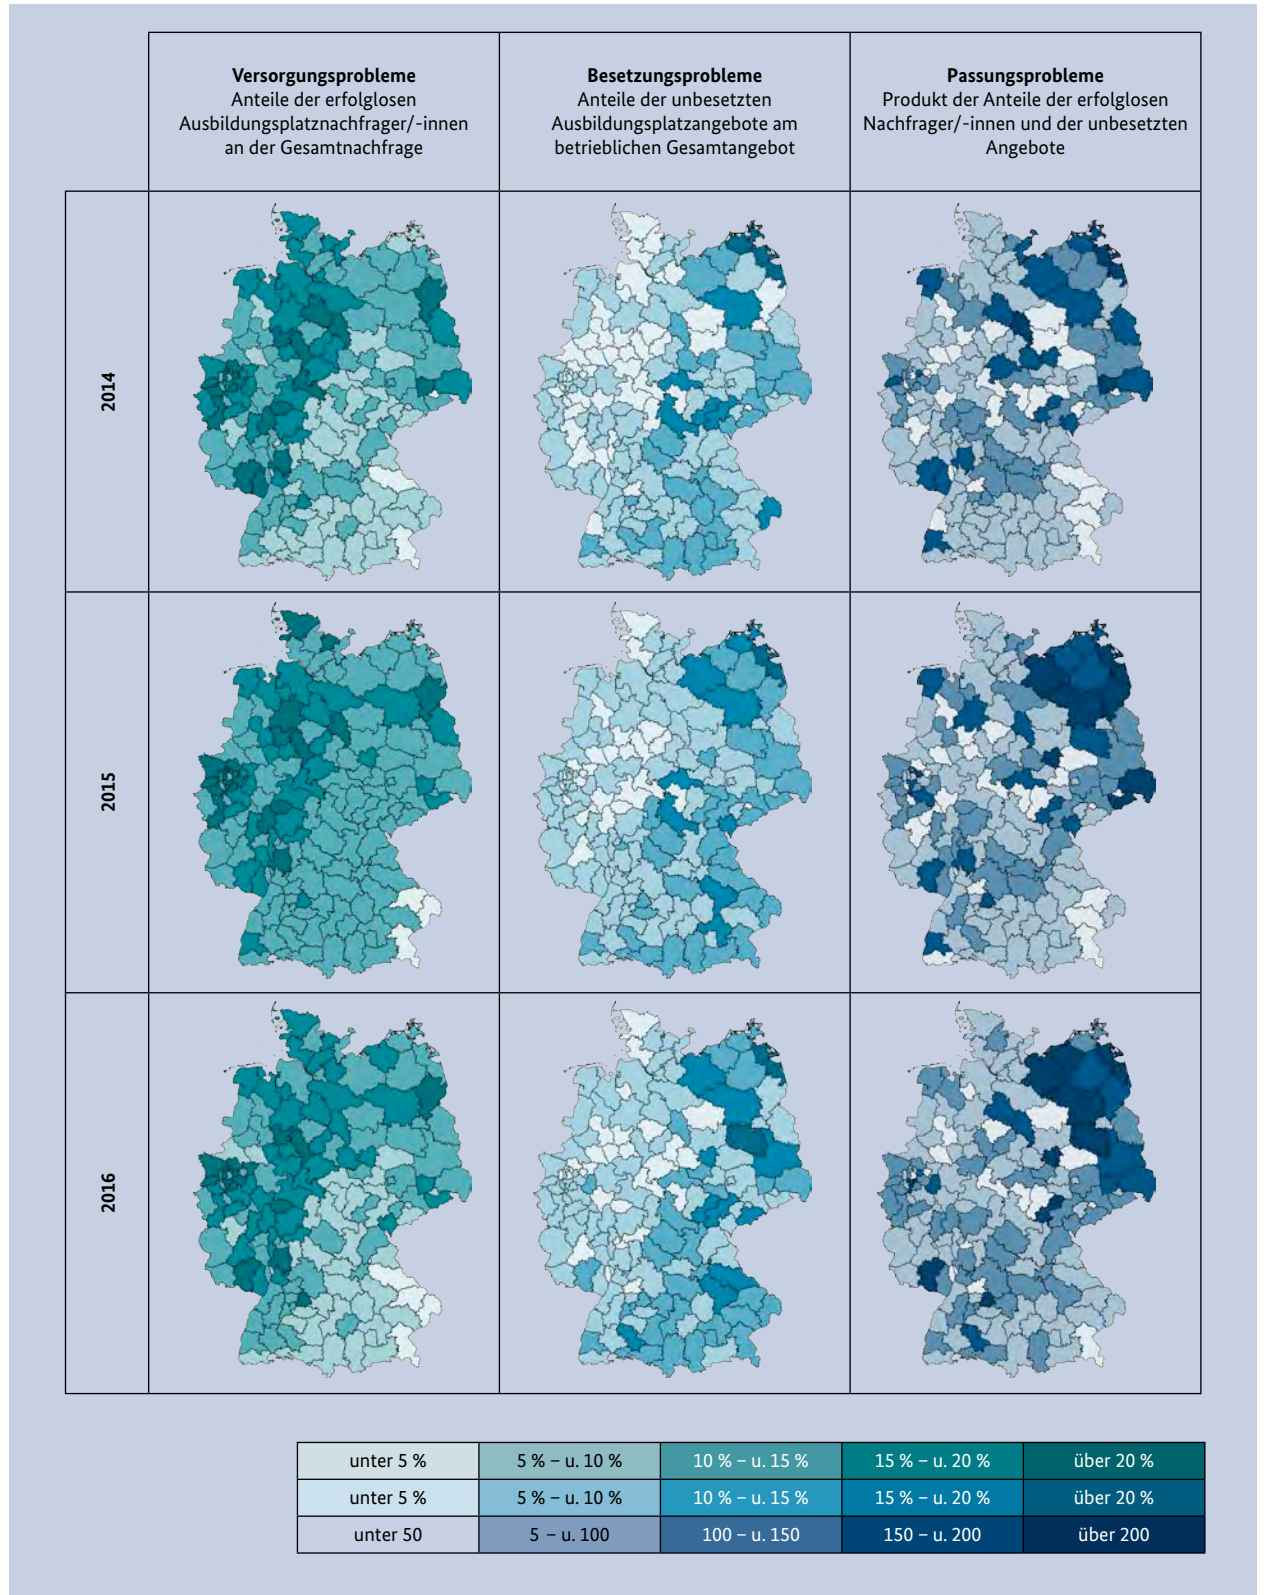 Versorgungsprobleme
Anteile der erfolglosen
Ausbildungsplatznachfrager/-innen
an der Gesamtnachfrage
Besetzungsprobleme
Anteile der unbesetzten
Ausbildungsplatzangebote am
betrieblichen Gesamtangebot
Passungsprobleme
Produkt der Anteile der erfolglosen
Nachfrager/-innen und der unbesetzten
Angebote
2014
2015
2016
unter 5 % 5 % – u. 10 % 10 % – u. 15 % 15 % – u. 20 % über 20 %
unter 5 % 5 % – u. 10 % 10 % – u. 15 % 15 % – u. 20 % über 20 %
unter 50 5 – u. 100 100 – u. 150 150 – u. 200 über 200